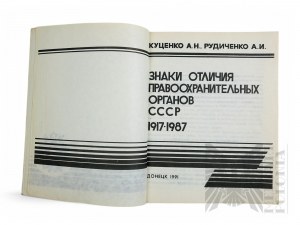 КУЦЕНКО А.Н. РУДИЧЕНКО А.И.
ЗНАКИ ОТЛИЧИЯ
ПРАВООХРАНИТЕЛЬНЫХ
ОРГАНОВ
СССР
1917-1987
ДОНЕЦК 1991